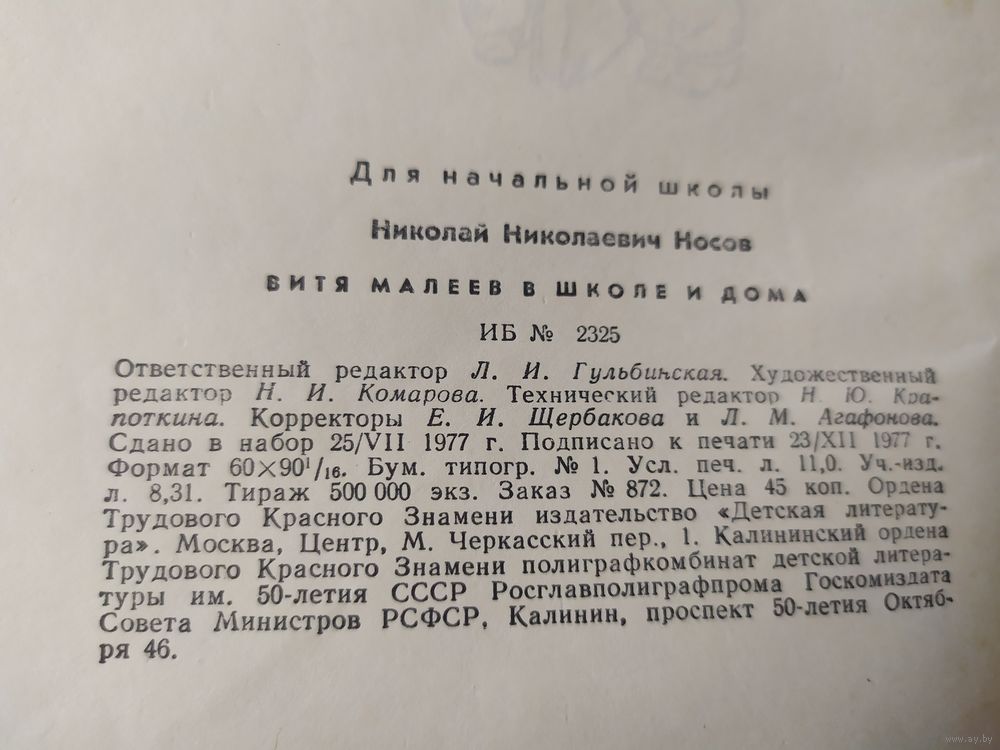 Для начальной школы
Николай Николаевич Носов
ВИТЯ МАЛЕЕВ В ШКОЛЕ И ДОМА
ИБ № 2325
Ответственный редактор Л. И. Гульбинская. Художественный
редактор Н. И. Комарова. Технический редактор Н. Ю. Кра-
поткина. Корректоры Е. И. Щербакова и Л. М. Агафонова.
Сдано в набор 25/VII 1977 г. Подписано к печати 23/XII 1977 г.
Формат 60×90¹/₁₆. Бум. типогр. № 1. Усл. печ. л. 11,0. Уч.-изд.
л. 8,31. Тираж 500 000 экз. Заказ № 872. Цена 45 коп. Ордена
Трудового Красного Знамени издательство «Детская литерату-
ра». Москва, Центр, М. Черкасский пер., 1. Калининский ордена
Трудового Красного Знамени полиграфкомбинат детской литера-
туры им. 50-летия СССР Росглавполиграфпрома Госкомиздата
Совета Министров РСФСР, Калинин, проспект 50-летия Октяб-
ря 46.
www.ay.by